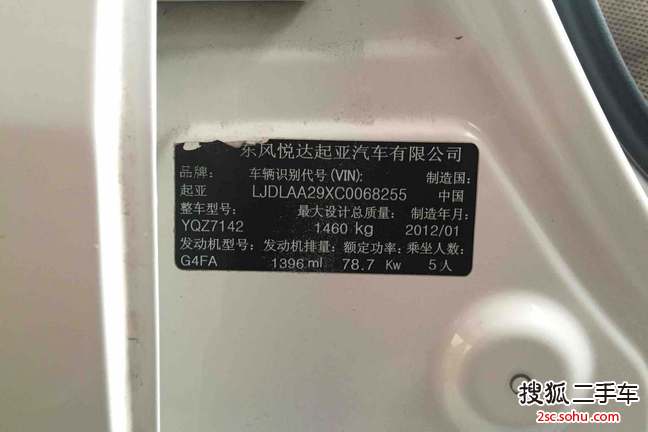 东风悦达起亚汽车有限公司
品牌: 车辆识别代号(VIN): 制造国:
起亚 LJDLAA29XC0068255 中国
整车型号: 最大设计总质量: 制造年月:
YQZ7142 1460 kg 2012/01
发动机型号: 发动机排量: 额定功率: 乘坐人数:
G4FA 1396ml 78.7 Kw 5人
搜狐二手车
2sc.sohu.com